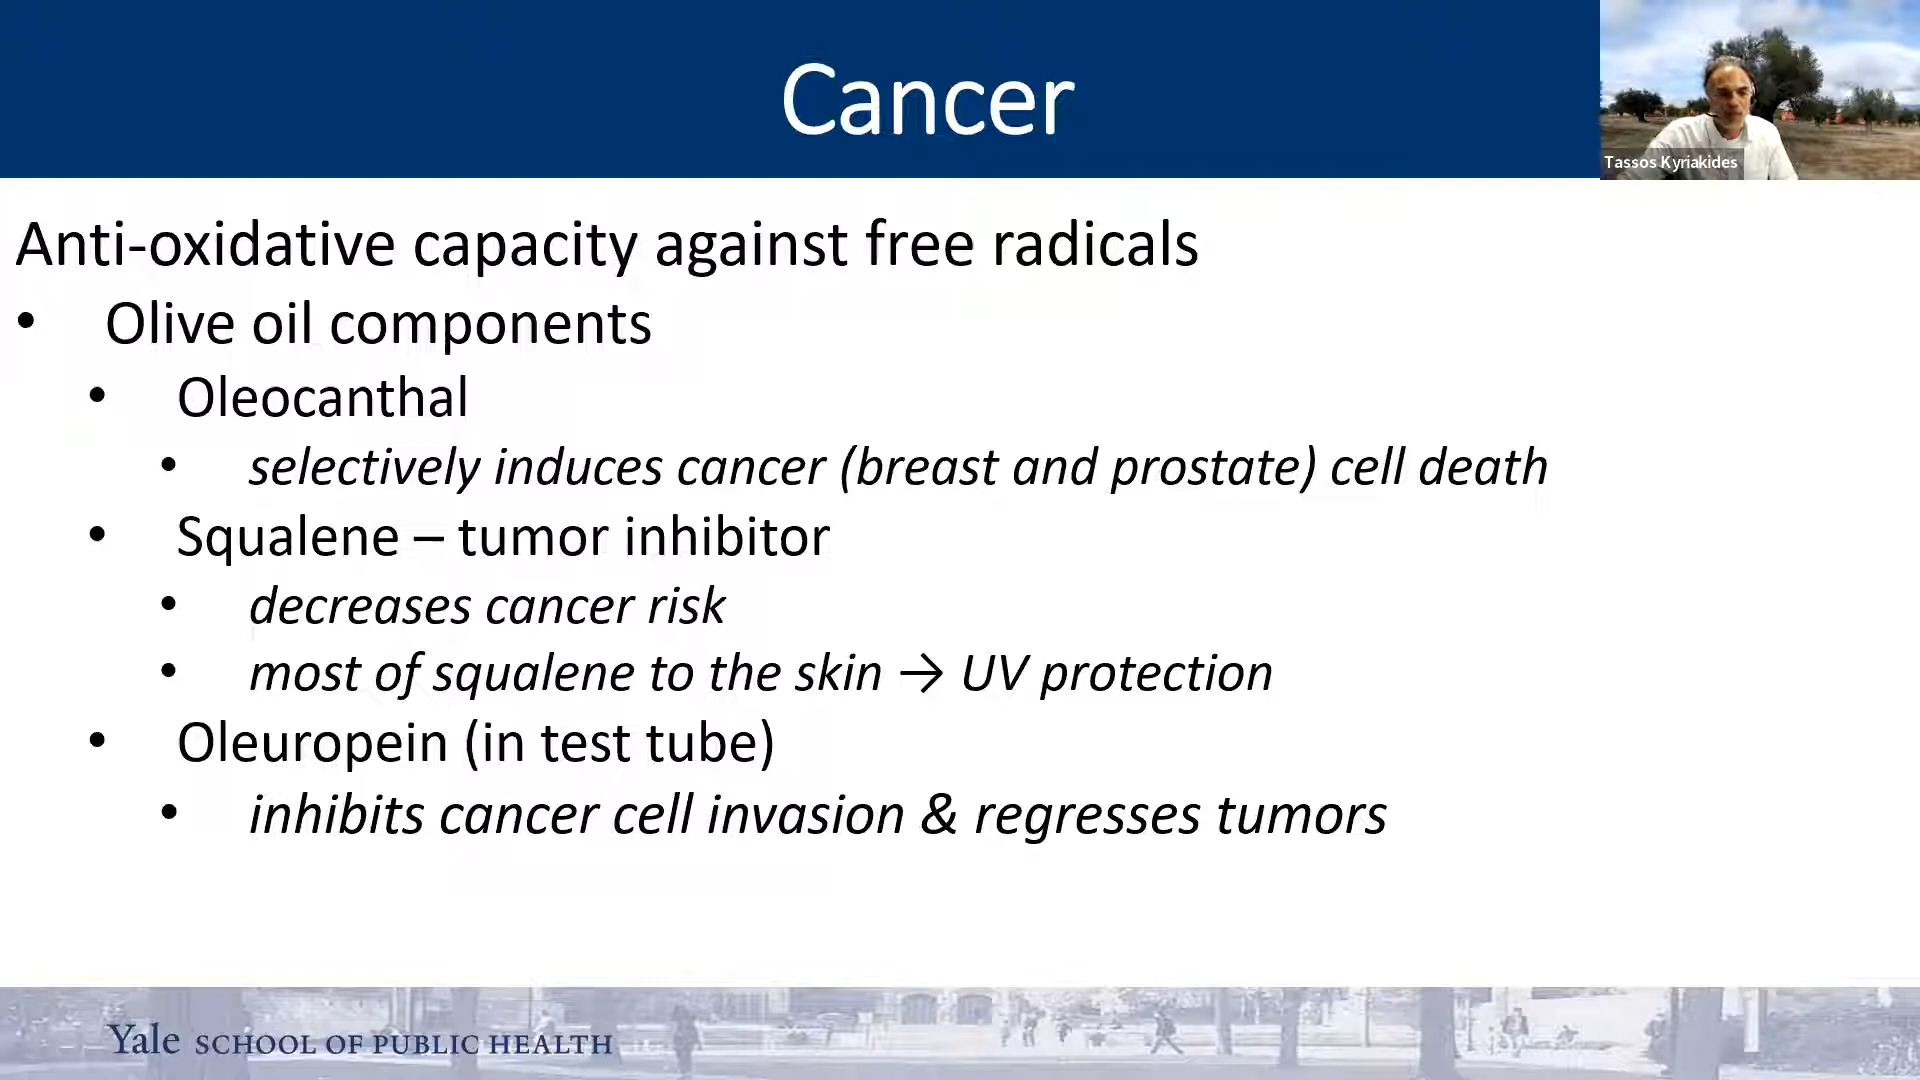 Cancer
Tassos Kyriakides
Anti-oxidative capacity against free radicals
• Olive oil components
• Oleocanthal
• selectively induces cancer (breast and prostate) cell death
• Squalene – tumor inhibitor
• decreases cancer risk
• most of squalene to the skin → UV protection
• Oleuropein (in test tube)
• inhibits cancer cell invasion & regresses tumors
Yale SCHOOL OF PUBLIC HEALTH